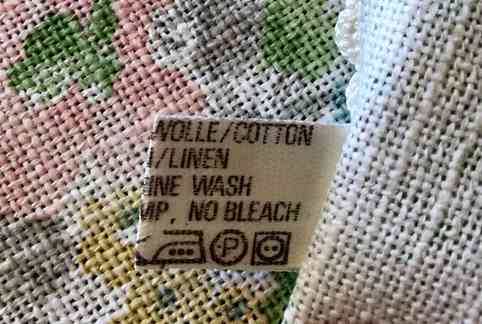 WOLLE/COTTON
/LINEN
INE WASH
MP, NO BLEACH
P